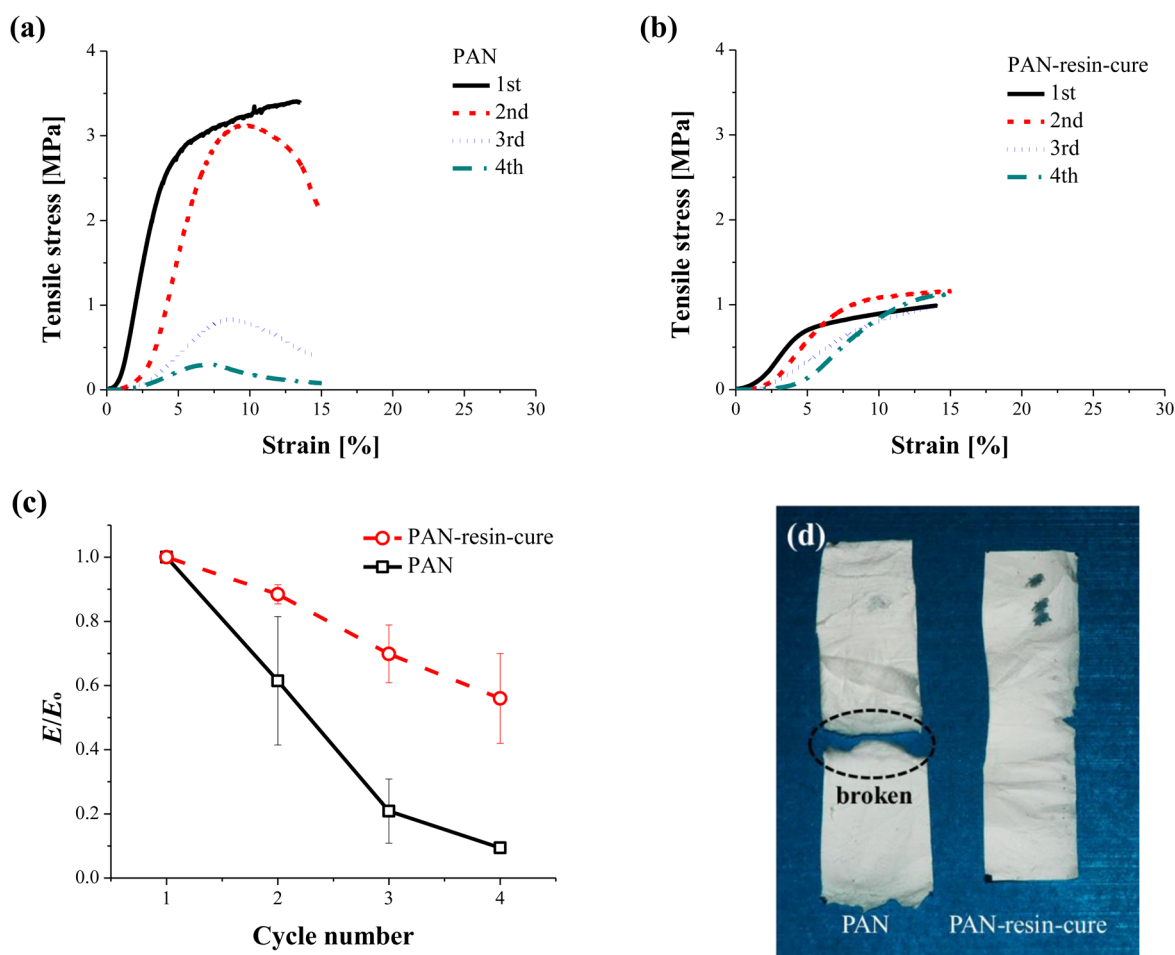 (a)
PAN
1st
2nd
3rd
4th
Tensile stress [MPa]
4
3
2
1
0
0 5 10 15 20 25 30
Strain [%]
(b)
PAN-resin-cure
1st
2nd
3rd
4th
Tensile stress [MPa]
4
3
2
1
0
0 5 10 15 20 25 30
Strain [%]
(c)
PAN-resin-cure
PAN
E/Eo
1.0
0.8
0.6
0.4
0.2
0.0
1 2 3 4
Cycle number
(d)
broken
PAN PAN-resin-cure